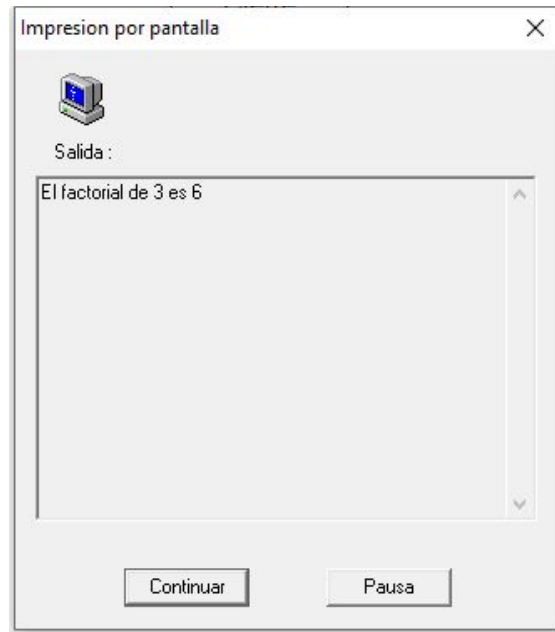 Impresion por pantalla
Salida :
El factorial de 3 es 6
Continuar
Pausa